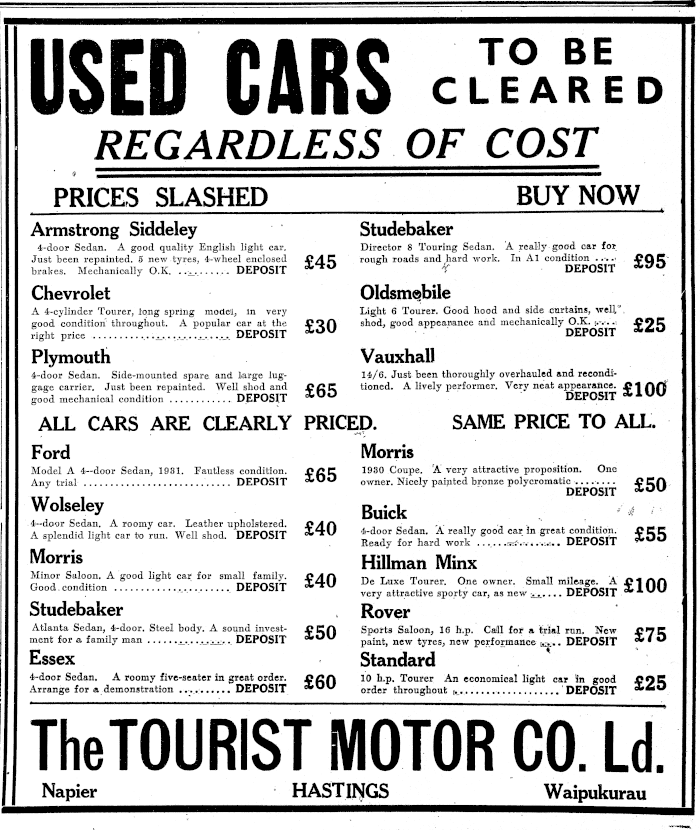 USED CARS TO BE CLEARED
REGARDLESS OF COST
PRICES SLASHED BUY NOW
Armstrong Siddeley
4-door Sedan. A good quality English light car.
Just been repainted. 5 new tyres, 4-wheel enclosed
brakes. Mechanically O.K. .......... DEPOSIT £45
Chevrolet
A 4-cylinder Tourer, long spring model, in very
good condition throughout. A popular car at the
right price .......................... DEPOSIT £30
Plymouth
4-door Sedan. Side-mounted spare and large lug-
gage carrier. Just been repainted. Well shod and
good mechanical condition ............ DEPOSIT £65
Studebaker
Director 8 Touring Sedan. A really good car for
rough roads and hard work. In A1 condition ....
DEPOSIT £95
Oldsmobile
Light 6 Tourer. Good hood and side curtains, well
shod, good appearance and mechanically O.K. .....
DEPOSIT £25
Vauxhall
14/6. Just been thoroughly overhauled and recondi-
tioned. A lively performer. Very neat appearance.
DEPOSIT £100
ALL CARS ARE CLEARLY PRICED. SAME PRICE TO ALL.
Ford
Model A 4--door Sedan, 1931. Fautless condition.
Any trial ............................ DEPOSIT £65
Wolseley
4--door Sedan. A roomy car. Leather upholstered.
A splendid light car to run. Well shod. DEPOSIT £40
Morris
Minor Saloon. A good light car for small family.
Good condition ...................... DEPOSIT £40
Studebaker
Atlanta Sedan, 4-door. Steel body. A sound invest-
ment for a family man ................ DEPOSIT £50
Essex
4-door Sedan. A roomy five-seater in great order.
Arrange for a demonstration .......... DEPOSIT £60
Morris
1930 Coupe. A very attractive proposition. One
owner. Nicely painted bronze polycromatic ........
DEPOSIT £50
Buick
4-door Sedan. A really good car in great condition.
Ready for hard work ................ DEPOSIT £55
Hillman Minx
De Luxe Tourer. One owner. Small mileage. A
very attractive sporty car, as new ...... DEPOSIT £100
Rover
Sports Saloon, 16 h.p. Call for a trial run. New
paint, new tyres, new performance .... DEPOSIT £75
Standard
10 h.p. Tourer An economical light car in good
order throughout .................... DEPOSIT £25
The TOURIST MOTOR CO. Ld.
Napier HASTINGS Waipukurau